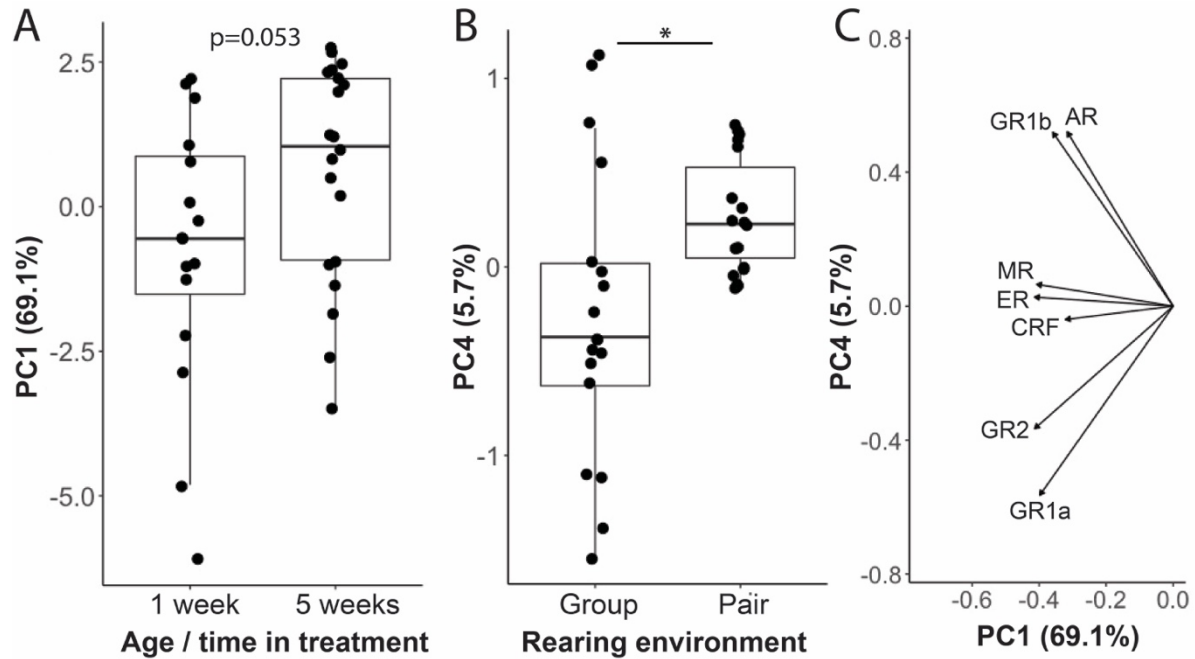 A
p=0.053
2.5
0.0
-2.5
-5.0
PC1 (69.1%)
1 week
5 weeks
Age / time in treatment
B
*
1
0
-1
PC4 (5.7%)
Group
Pair
Rearing environment
C
0.8
0.4
0.0
-0.4
-0.8
PC4 (5.7%)
GR1b
AR
MR
ER
CRF
GR2
GR1a
-0.6
-0.4
-0.2
0.0
PC1 (69.1%)